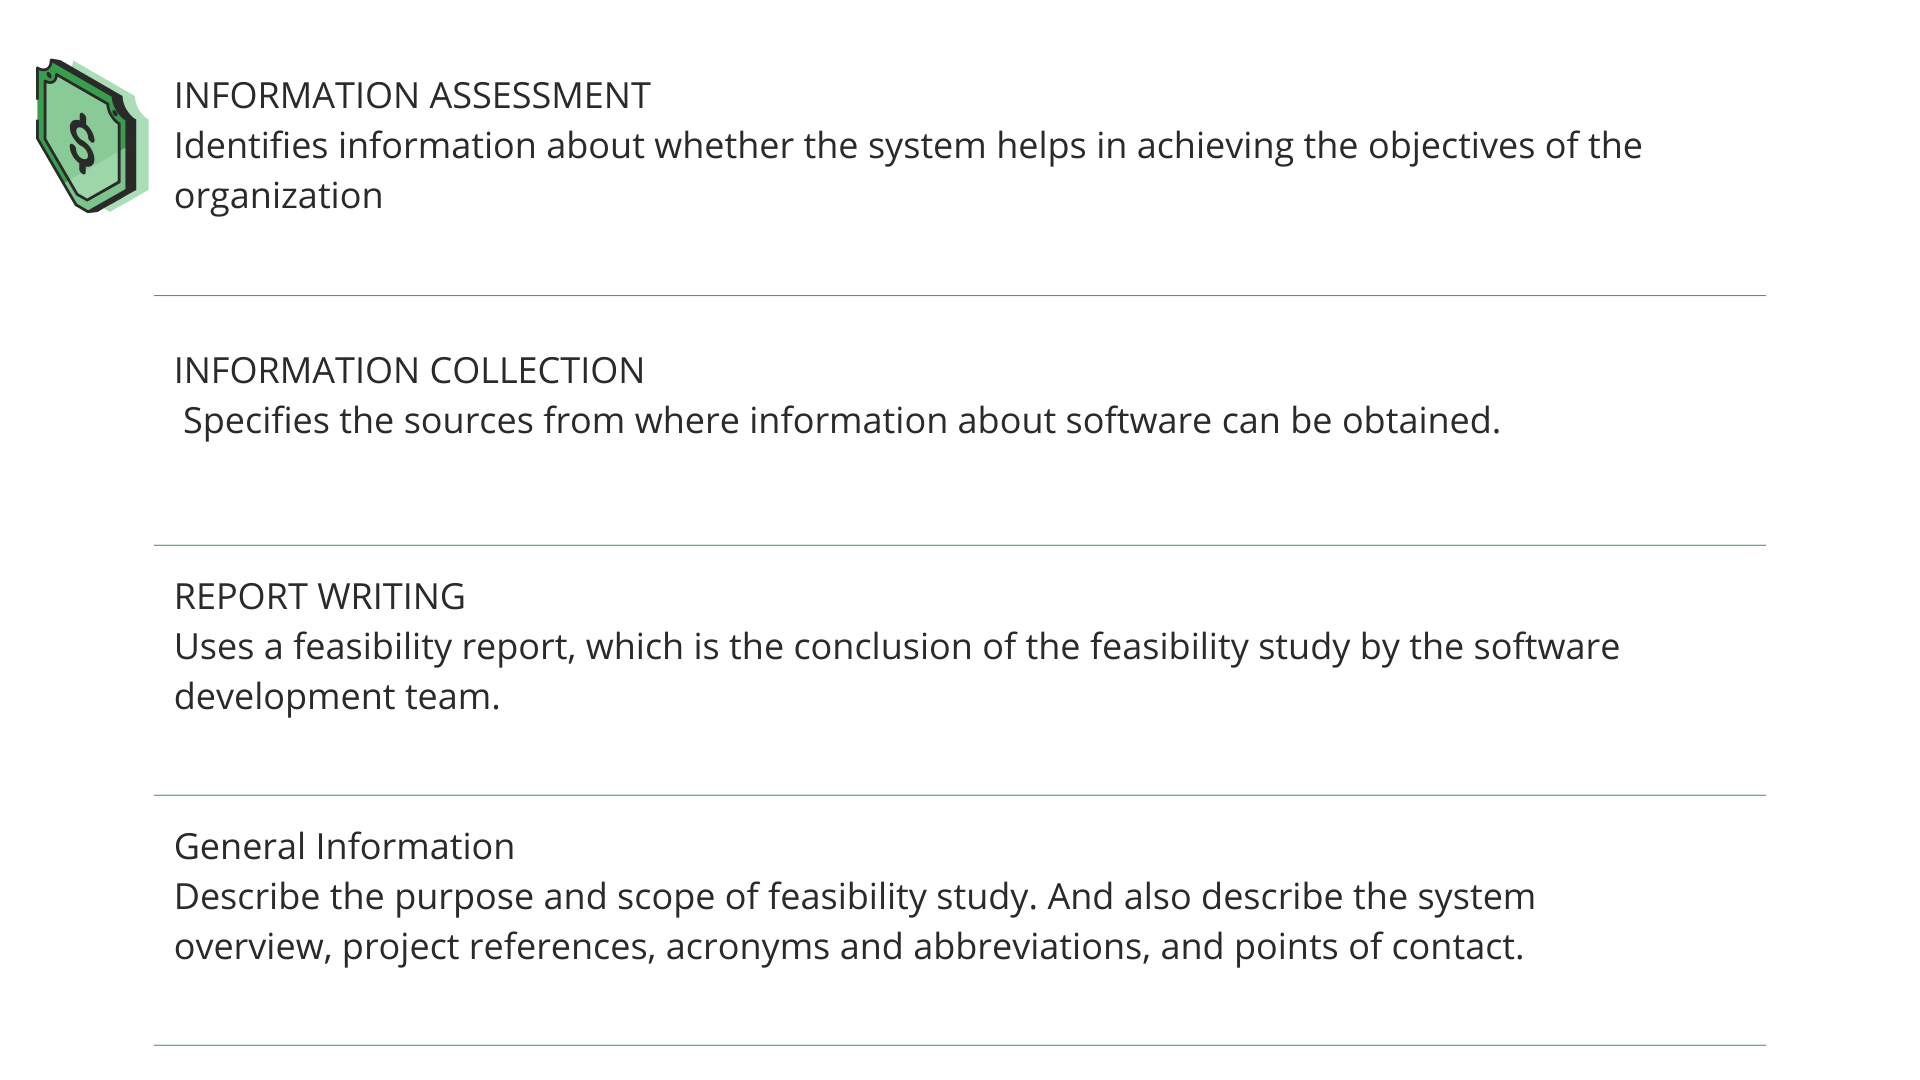 INFORMATION ASSESSMENT
Identifies information about whether the system helps in achieving the objectives of the
organization
INFORMATION COLLECTION
Specifies the sources from where information about software can be obtained.
REPORT WRITING
Uses a feasibility report, which is the conclusion of the feasibility study by the software
development team.
General Information
Describe the purpose and scope of feasibility study. And also describe the system
overview, project references, acronyms and abbreviations, and points of contact.
$